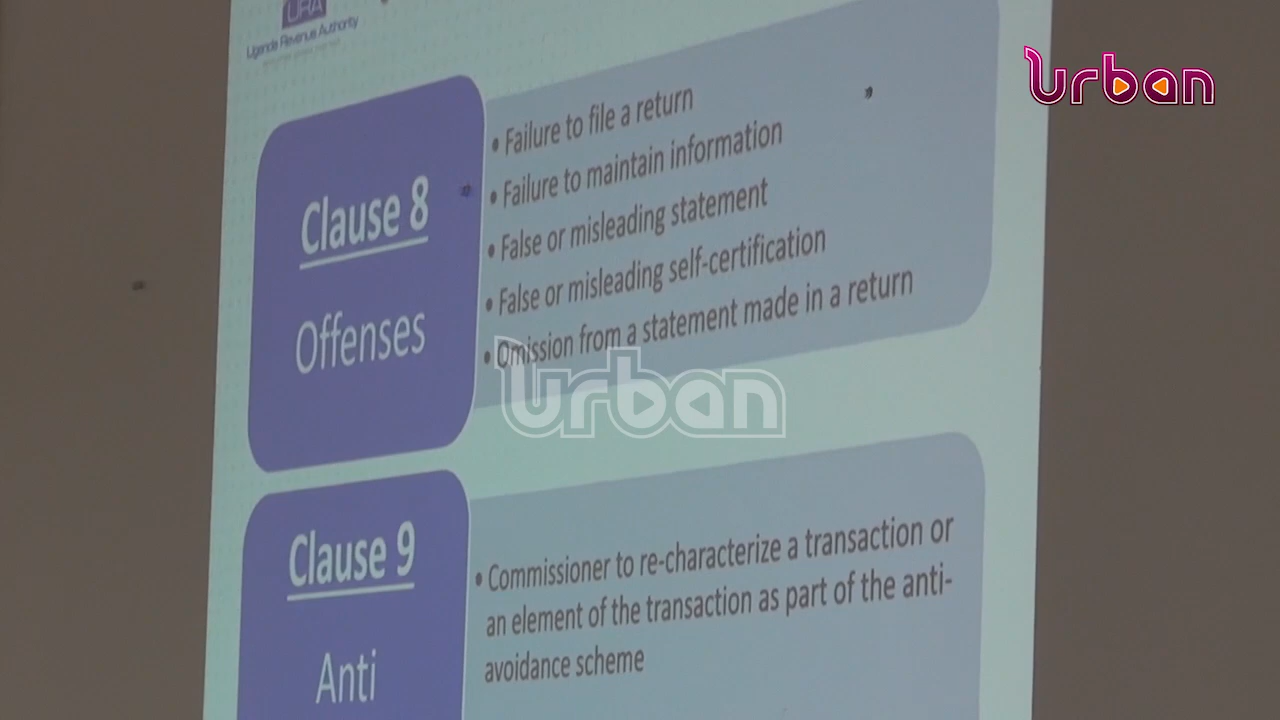 URA
Uganda Revenue Authority
urban
Clause 8
Offenses
• Failure to file a return
• Failure to maintain information
• False or misleading statement
• False or misleading self-certification
• Omission from a statement made in a return
urban
Clause 9
Anti
• Commissioner to re-characterize a transaction or
an element of the transaction as part of the anti-
avoidance scheme